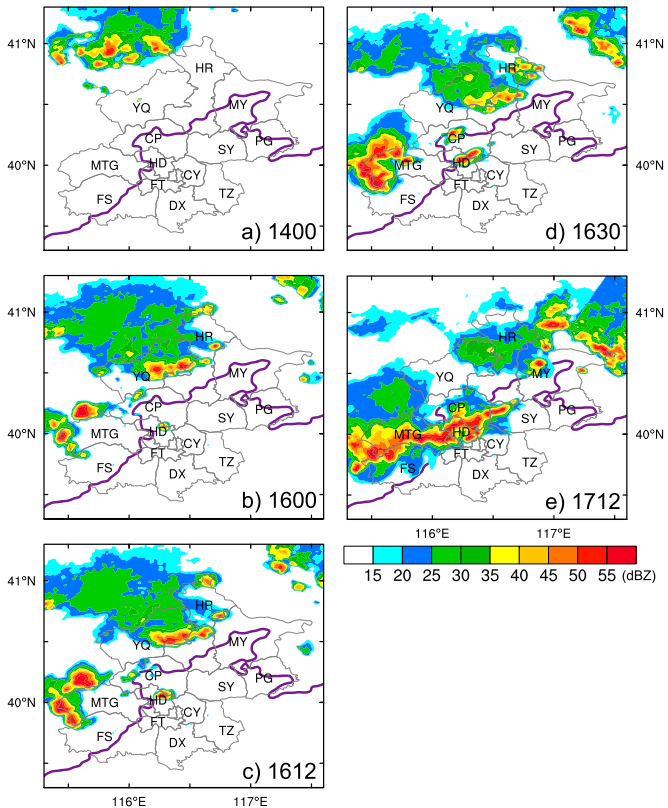 41°N
40°N
HR
YQ
MY
CP
SY
PG
MTG
HD
FT
CY
FS
DX
TZ
a) 1400
HR
YQ
MY
CP
SY
PG
MTG
HD
FT
CY
FS
DX
TZ
d) 1630
41°N
40°N
41°N
40°N
HR
YQ
MY
CP
SY
PG
MTG
HD
FT
CY
FS
DX
TZ
b) 1600
HR
YQ
MY
CP
SY
PG
MTG
HD
FT
CY
FS
DX
TZ
e) 1712
41°N
40°N
116°E
117°E
15 20 25 30 35 40 45 50 55 (dBZ)
41°N
40°N
HR
YQ
MY
CP
SY
PG
MTG
HD
FT
CY
FS
DX
TZ
c) 1612
116°E
117°E